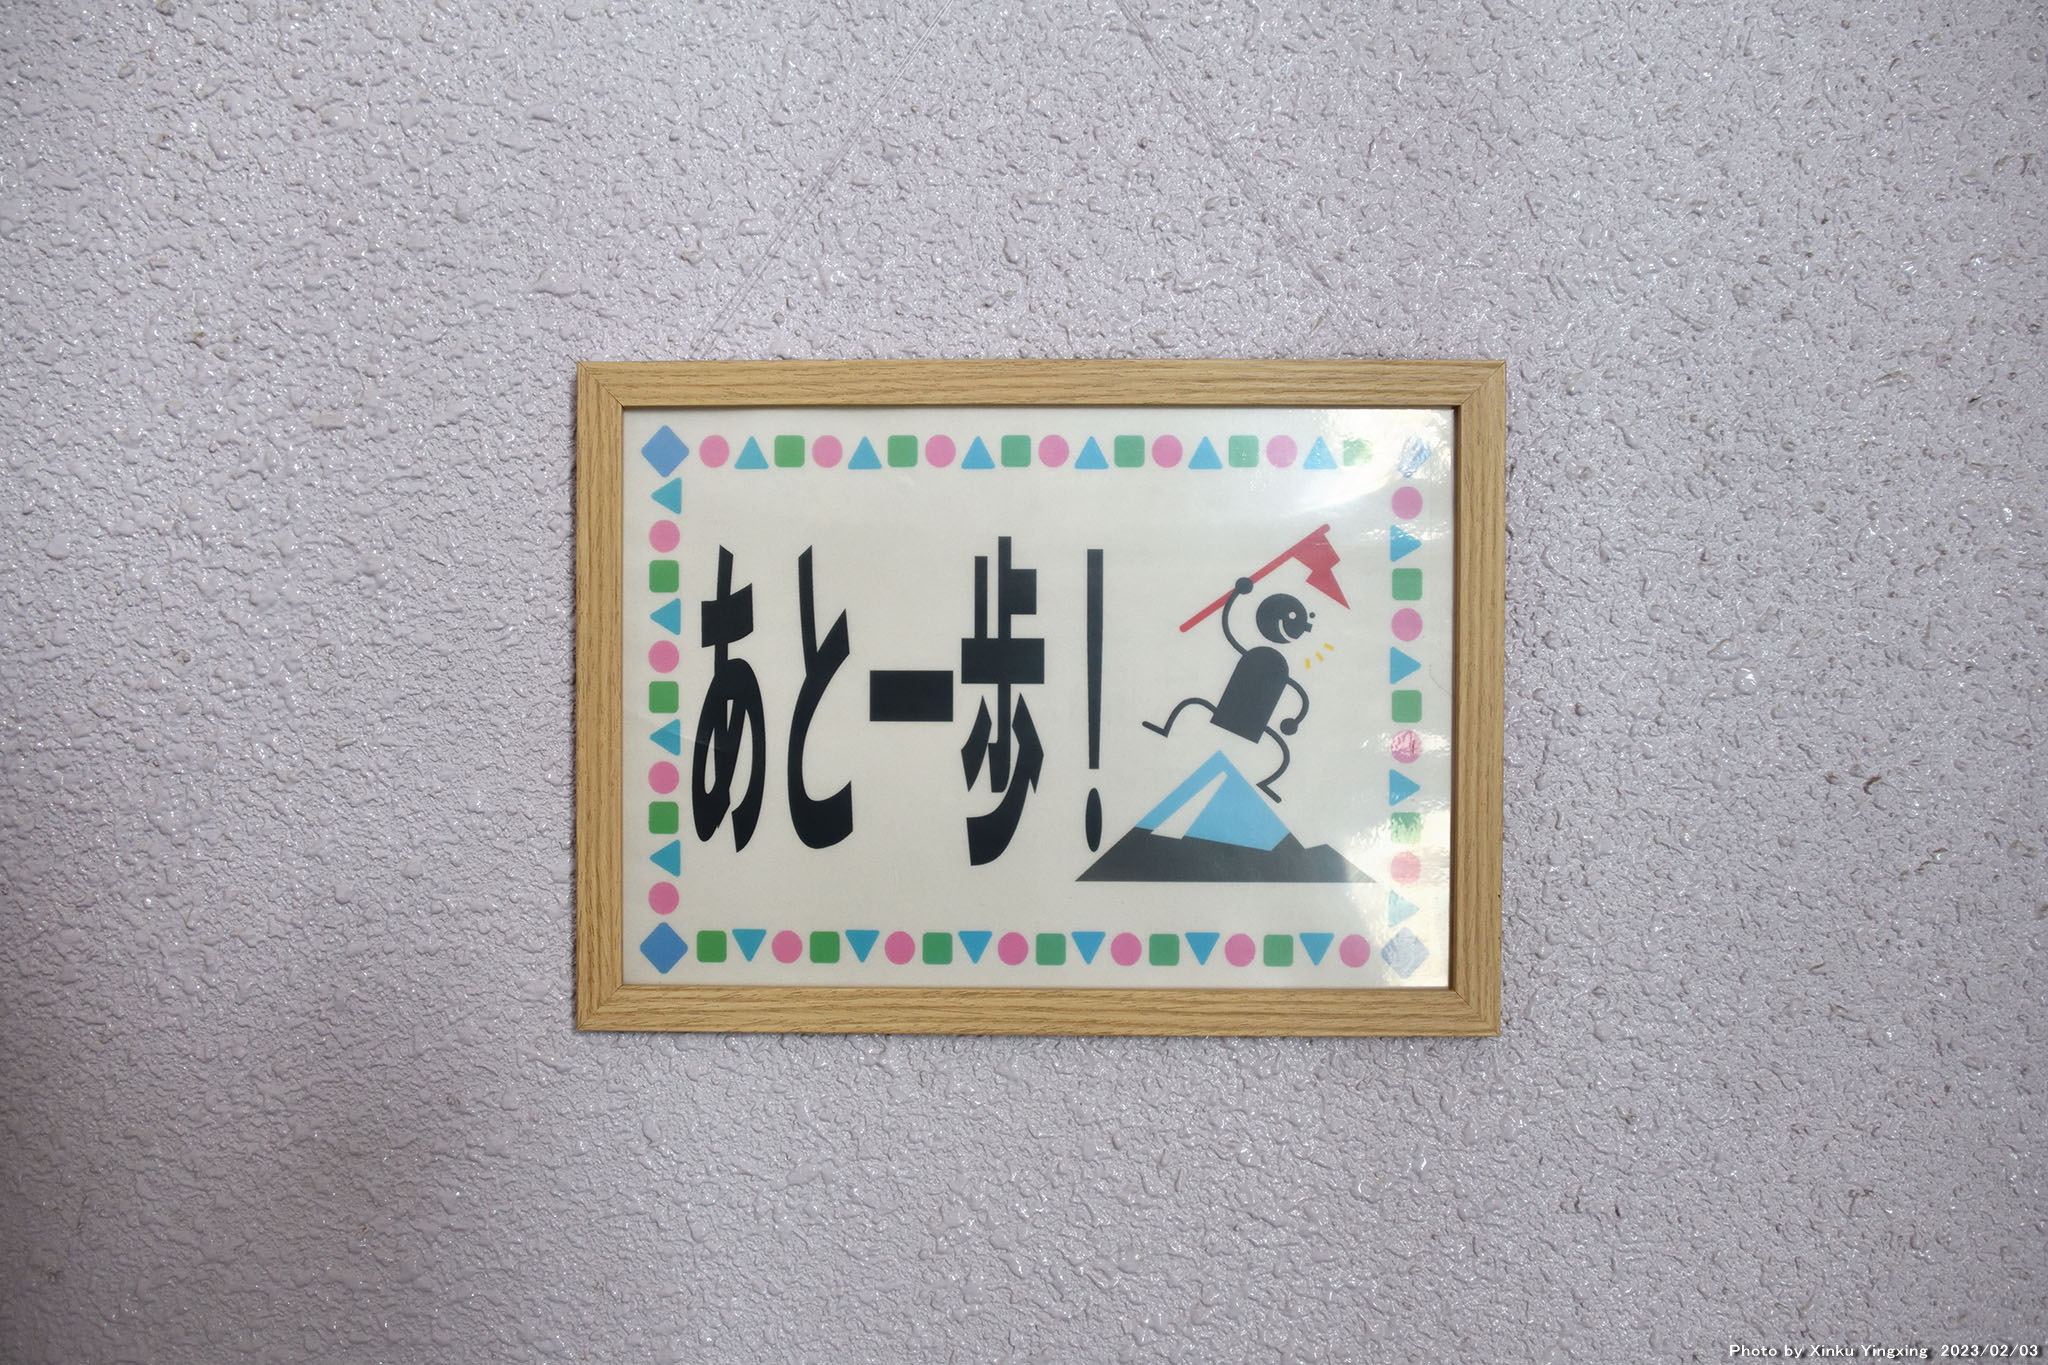 あと一歩！
Photo by Xinku Yingxing 2023/02/03